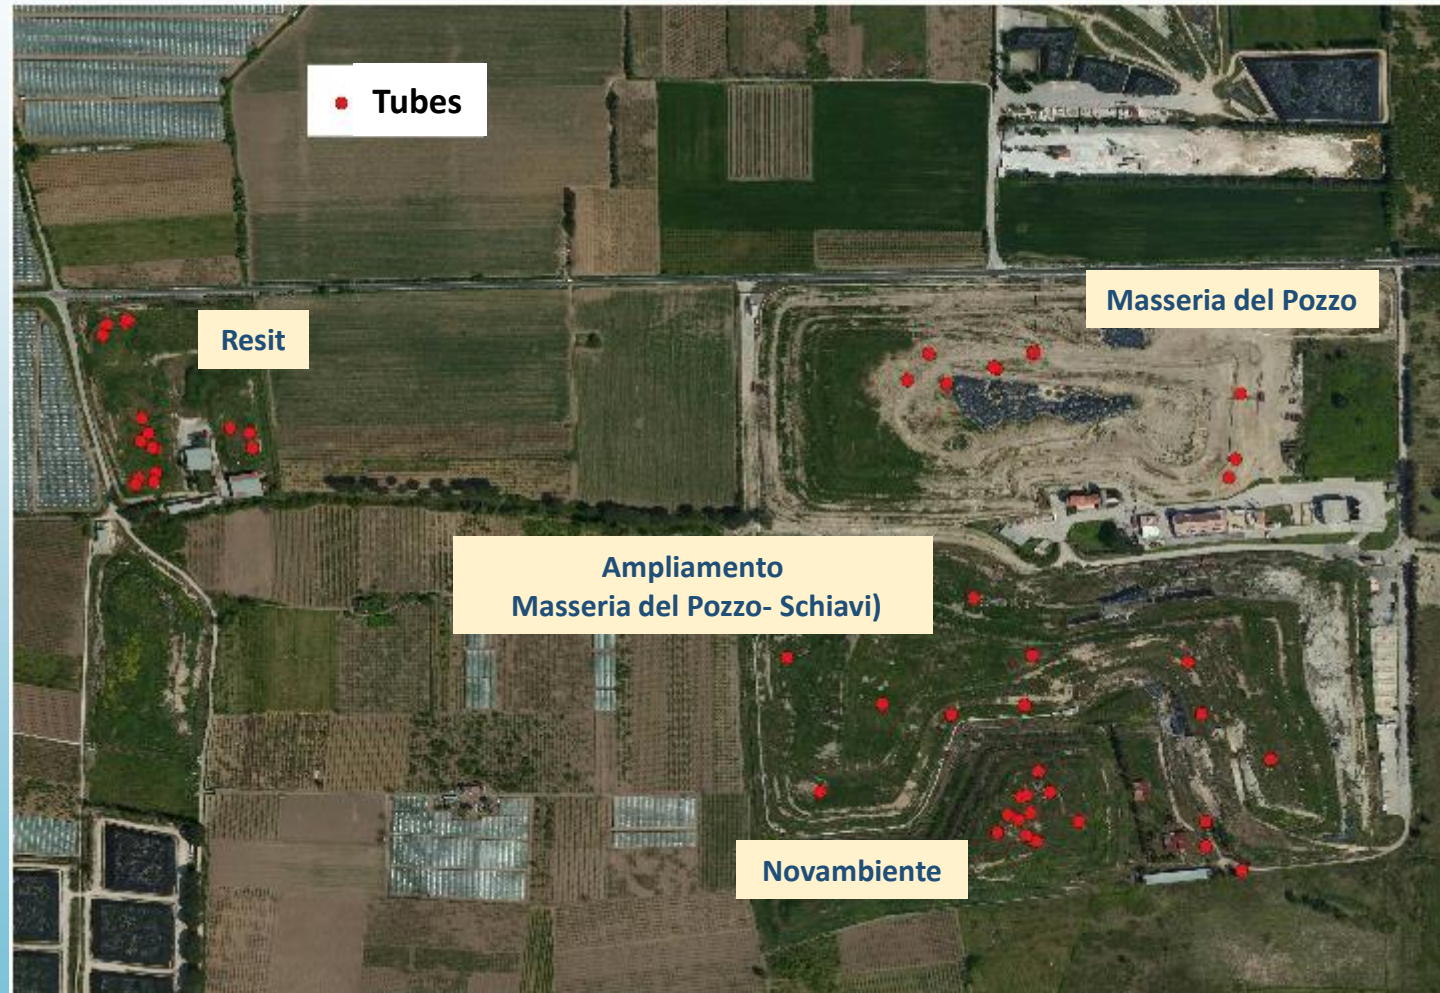 Tubes
Masseria del Pozzo
Resit
Ampliamento
Masseria del Pozzo- Schiavi)
Novambiente